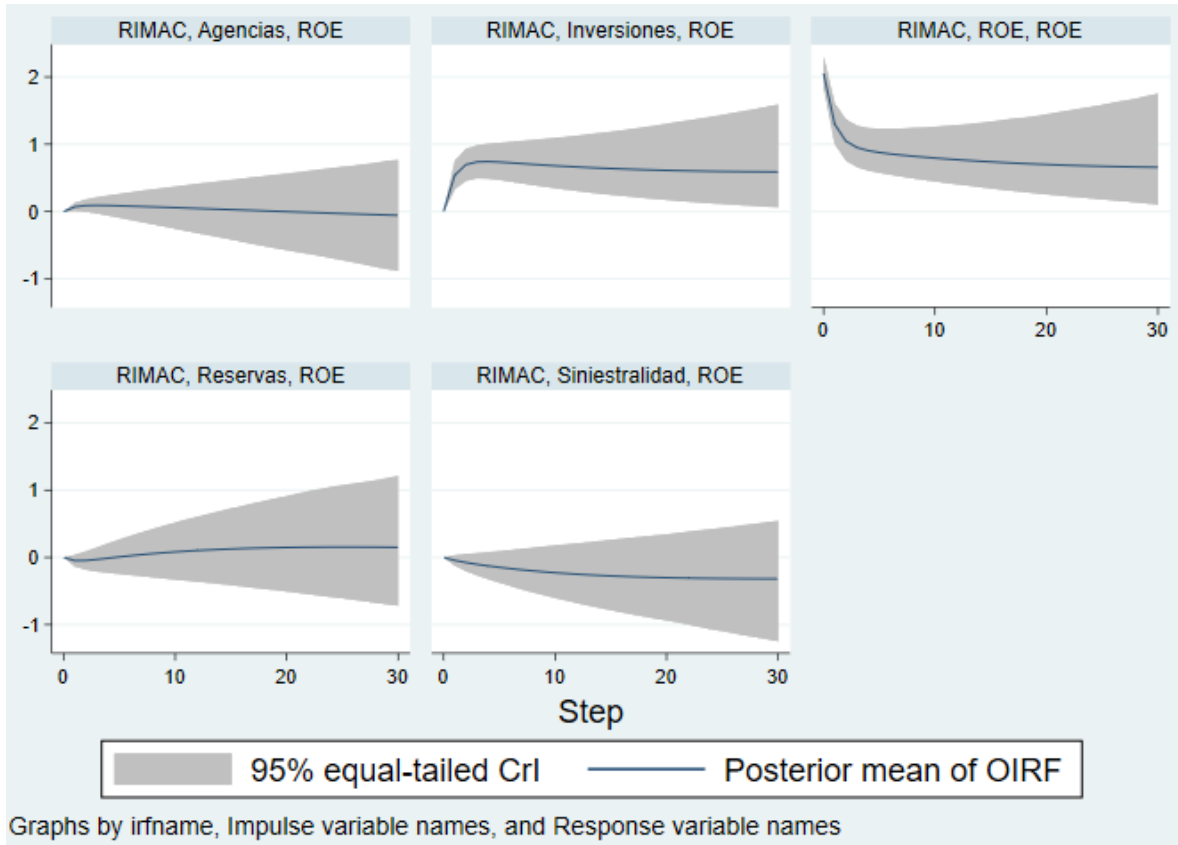 RIMAC, Agencias, ROE
RIMAC, Inversiones, ROE
RIMAC, ROE, ROE
2
1
0
-1
0 10 20 30
RIMAC, Reservas, ROE
RIMAC, Siniestralidad, ROE
2
1
0
-1
0 10 20 30
0 10 20 30
Step
95% equal-tailed CrI
Posterior mean of OIRF
Graphs by irfname, Impulse variable names, and Response variable names